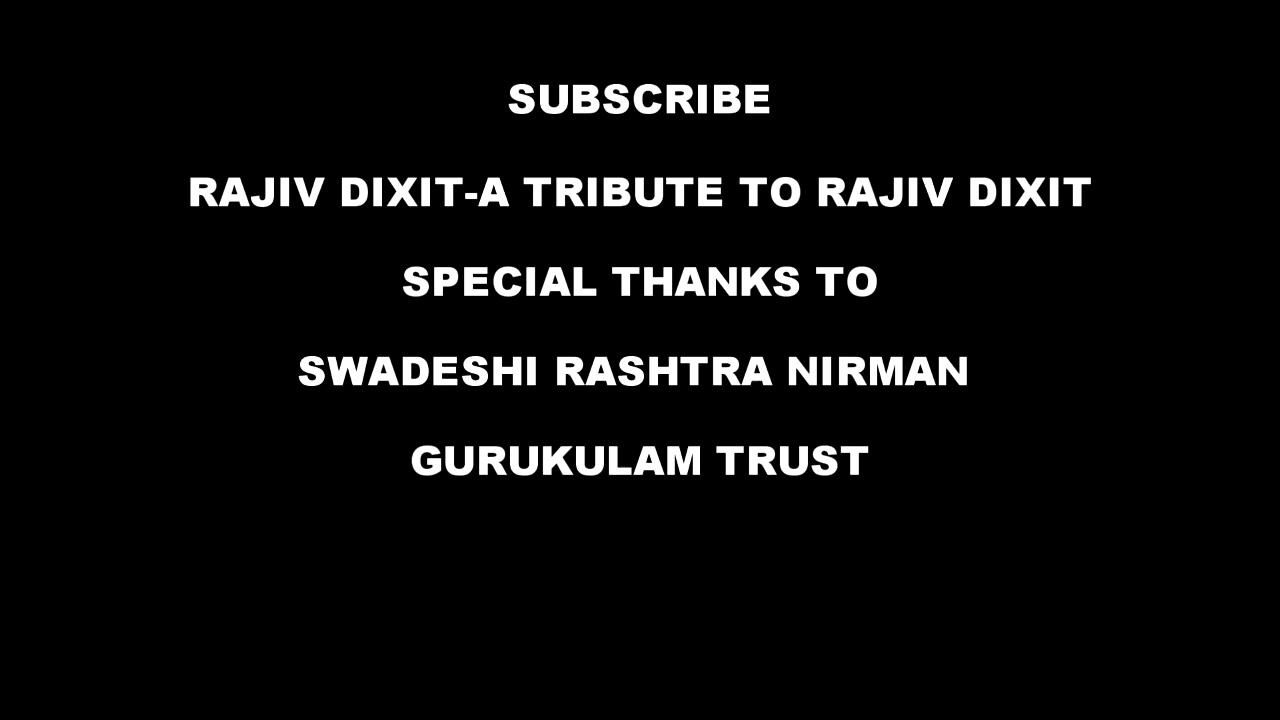 SUBSCRIBE
RAJIV DIXIT-A TRIBUTE TO RAJIV DIXIT
SPECIAL THANKS TO
SWADESHI RASHTRA NIRMAN
GURUKULAM TRUST